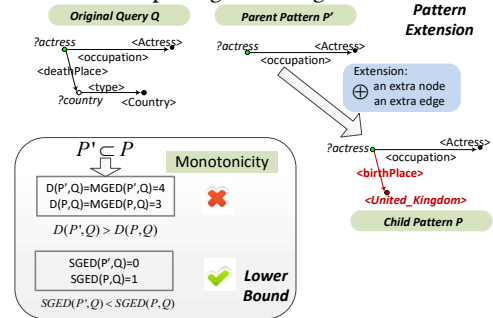 Original Query Q
Parent Pattern P'
Pattern
Extension
?actress
<Actress>
<occupation>
<deathPlace>
<type>
?country
<Country>
?actress
<Actress>
<occupation>
Extension:
⊕ an extra node
an extra edge
?actress
<Actress>
<occupation>
<birthPlace>
<United_Kingdom>
Child Pattern P
P' ⊂ P
Monotonicity
D(P',Q)=MGED(P',Q)=4
D(P,Q)=MGED(P,Q)=3
D(P',Q) > D(P,Q)
SGED(P',Q)=0
SGED(P,Q)=1
SGED(P',Q) < SGED(P,Q)
Lower
Bound